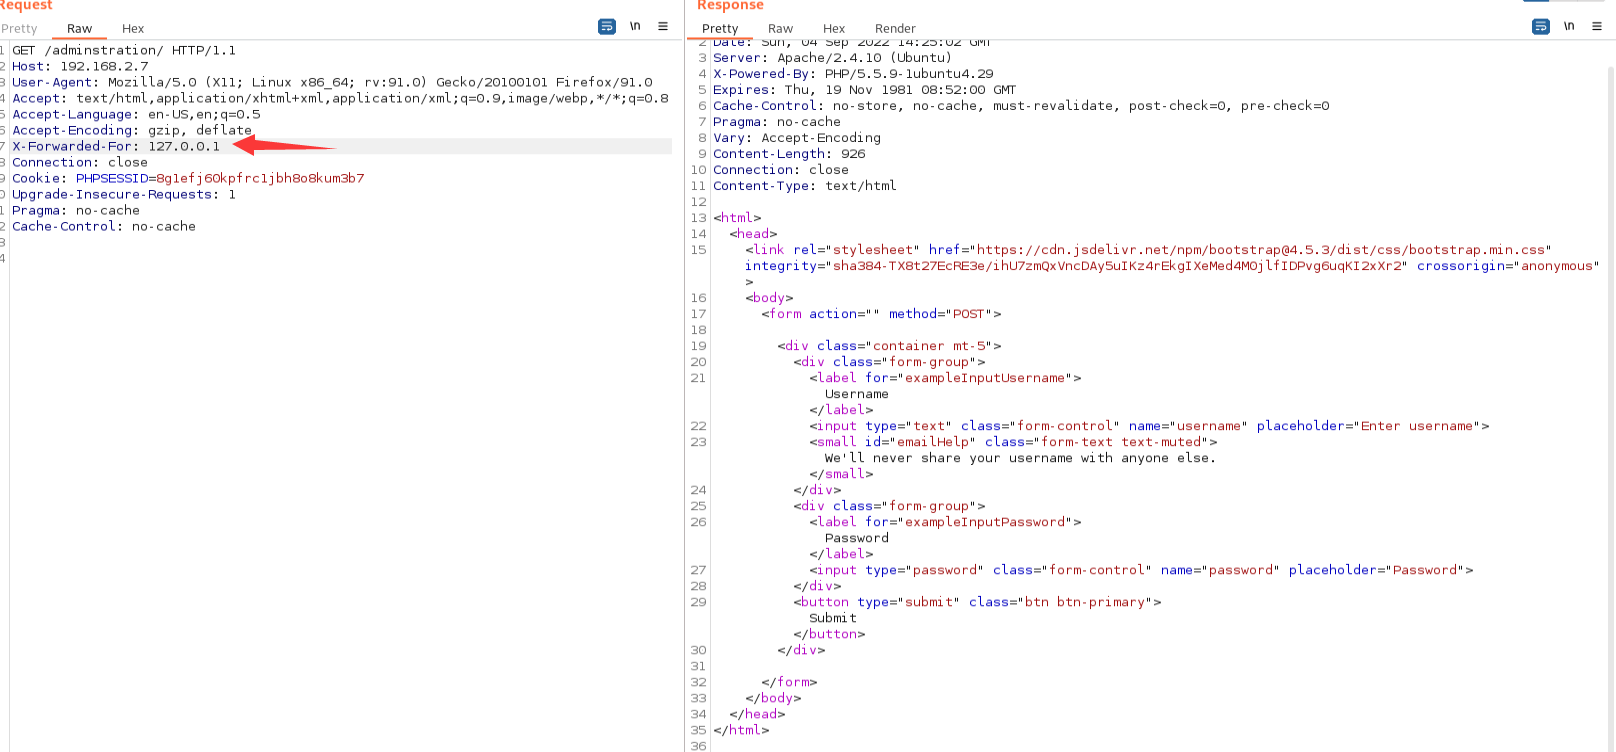 Request
Pretty Raw Hex \n
1 GET /adminstration/ HTTP/1.1
2 Host: 192.168.2.7
3 User-Agent: Mozilla/5.0 (X11; Linux x86_64; rv:91.0) Gecko/20100101 Firefox/91.0
4 Accept: text/html,application/xhtml+xml,application/xml;q=0.9,image/webp,*/*;q=0.8
5 Accept-Language: en-US,en;q=0.5
6 Accept-Encoding: gzip, deflate
7 X-Forwarded-For: 127.0.0.1
8 Connection: close
9 Cookie: PHPSESSID=8g1efj60kpfrc1jbh8o8kum3b7
0 Upgrade-Insecure-Requests: 1
1 Pragma: no-cache
2 Cache-Control: no-cache
3
4
Response
Pretty Raw Hex Render \n
2 Date: Sun, 04 Sep 2022 14:25:02 GMT
3 Server: Apache/2.4.10 (Ubuntu)
4 X-Powered-By: PHP/5.5.9-1ubuntu4.29
5 Expires: Thu, 19 Nov 1981 08:52:00 GMT
6 Cache-Control: no-store, no-cache, must-revalidate, post-check=0, pre-check=0
7 Pragma: no-cache
8 Vary: Accept-Encoding
9 Content-Length: 926
10 Connection: close
11 Content-Type: text/html
12
13 <html>
14 <head>
15 <link rel="stylesheet" href="https://cdn.jsdelivr.net/npm/bootstrap@4.5.3/dist/css/bootstrap.min.css"
integrity="sha384-TX8t27EcRE3e/ihU7zmQxVncDAy5uIKz4rEkgIXeMed4M0jlfIDPvg6uqKI2xXr2" crossorigin="anonymous"
>
16 <body>
17 <form action="" method="POST">
18
19 <div class="container mt-5">
20 <div class="form-group">
21 <label for="exampleInputUsername">
Username
</label>
22 <input type="text" class="form-control" name="username" placeholder="Enter username">
23 <small id="emailHelp" class="form-text text-muted">
We'll never share your username with anyone else.
</small>
24 </div>
25 <div class="form-group">
26 <label for="exampleInputPassword">
Password
</label>
27 <input type="password" class="form-control" name="password" placeholder="Password">
28 </div>
29 <button type="submit" class="btn btn-primary">
Submit
</button>
30 </div>
31
32 </form>
33 </body>
34 </head>
35 </html>
36